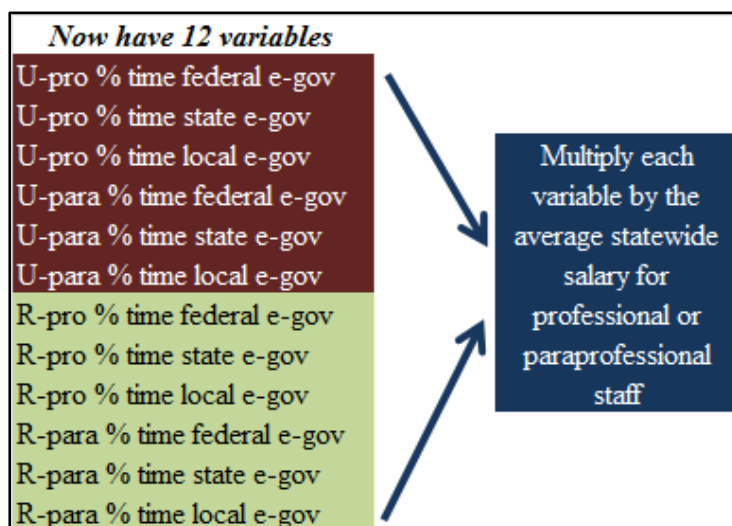 Now have 12 variables
U-pro % time federal e-gov
U-pro % time state e-gov
U-pro % time local e-gov
U-para % time federal e-gov
U-para % time state e-gov
U-para % time local e-gov
R-pro % time federal e-gov
R-pro % time state e-gov
R-pro % time local e-gov
R-para % time federal e-gov
R-para % time state e-gov
R-para % time local e-gov
Multiply each
variable by the
average statewide
salary for
professional or
paraprofessional
staff